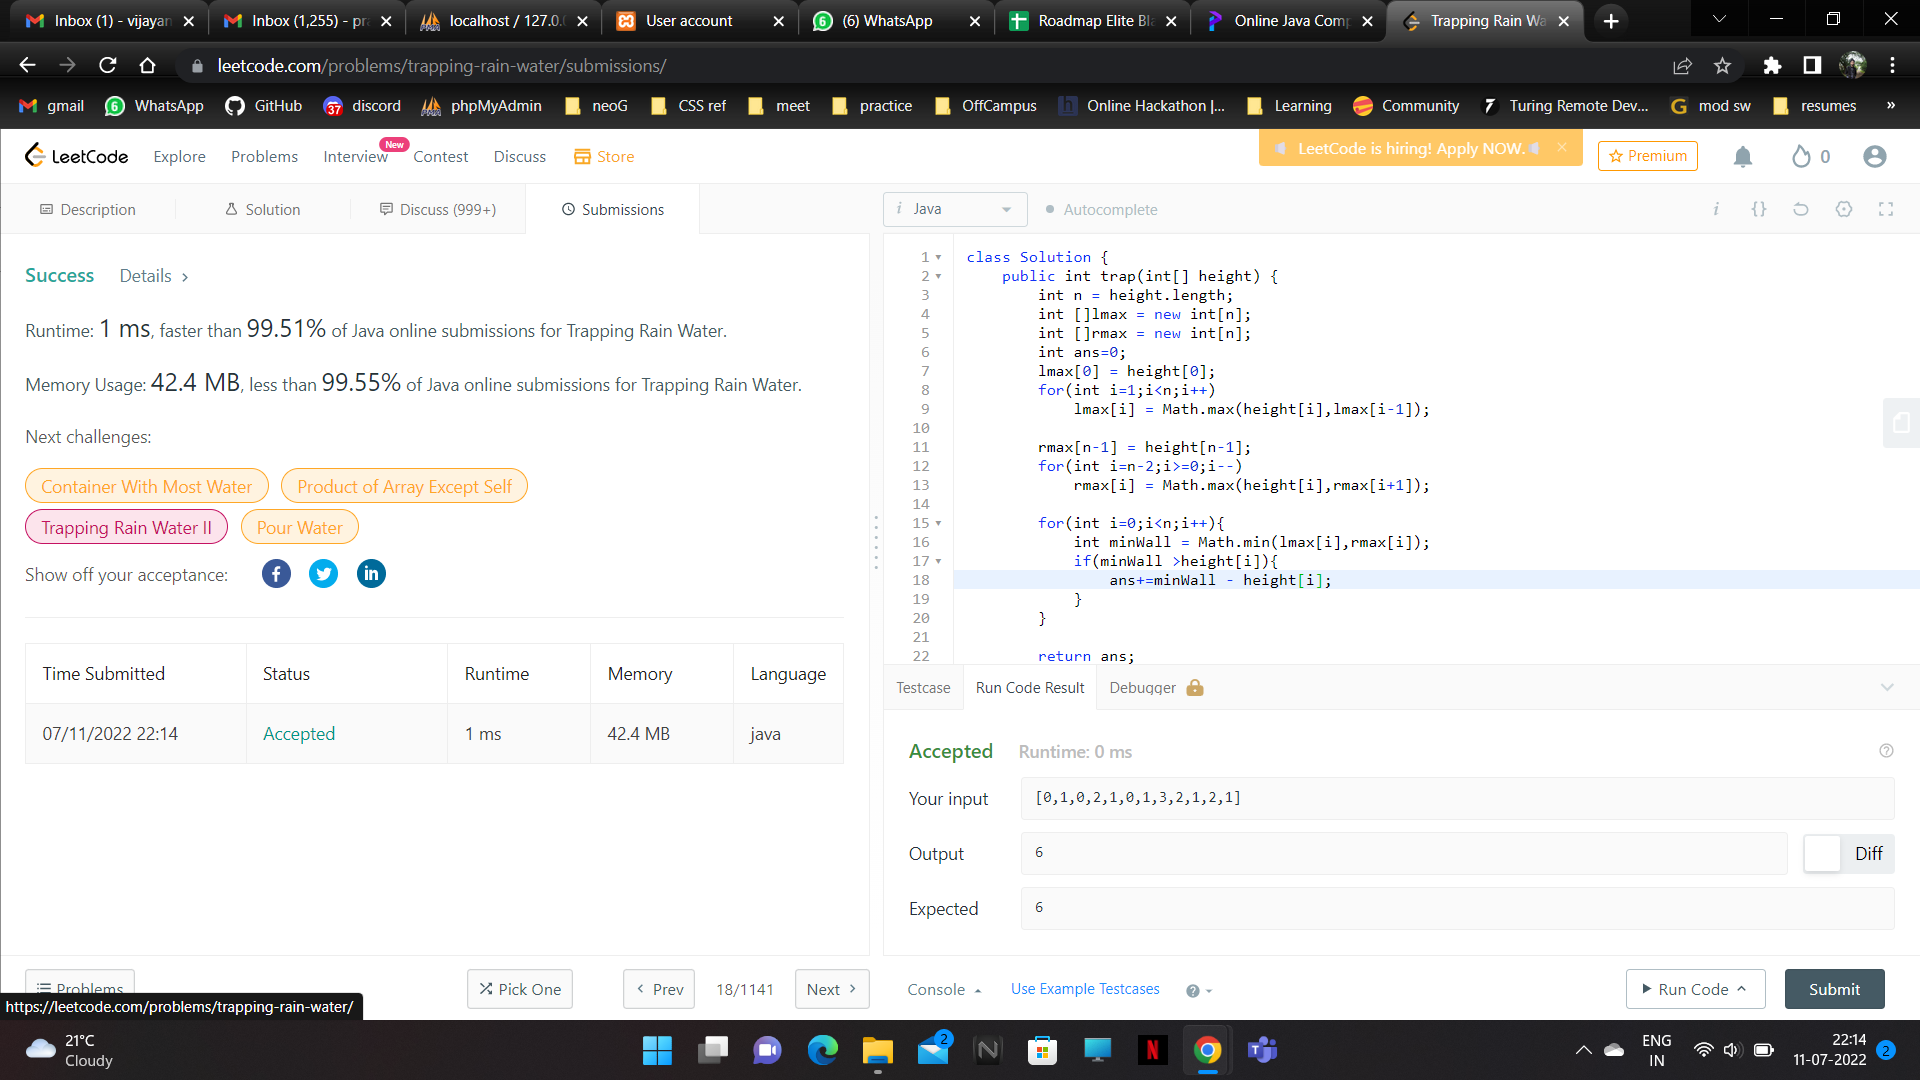 Inbox (1) - vijayan
Inbox (1,255) - pr
localhost / 127.0.0
User account
(6) WhatsApp
Roadmap Elite Bla
Online Java Comp
Trapping Rain Wa
leetcode.com/problems/trapping-rain-water/submissions/
gmail
WhatsApp
GitHub
37
discord
phpMyAdmin
neoG
CSS ref
meet
practice
OffCampus
Online Hackathon |...
Learning
Community
Turing Remote Dev...
mod sw
resumes
»
LeetCode
Explore
Problems
Interview
New
Contest
Discuss
Store
LeetCode is hiring! Apply NOW.
Premium
0
Description
Solution
Discuss (999+)
Submissions
i Java
Autocomplete
Success
Details
Runtime: 1 ms, faster than 99.51% of Java online submissions for Trapping Rain Water.
Memory Usage: 42.4 MB, less than 99.55% of Java online submissions for Trapping Rain Water.
Next challenges:
Container With Most Water
Product of Array Except Self
Trapping Rain Water II
Pour Water
Show off your acceptance:
Time Submitted
Status
Runtime
Memory
Language
07/11/2022 22:14
Accepted
1 ms
42.4 MB
java
1 class Solution {
2 public int trap(int[] height) {
3 int n = height.length;
4 int []lmax = new int[n];
5 int []rmax = new int[n];
6 int ans=0;
7 lmax[0] = height[0];
8 for(int i=1;i<n;i++)
9 lmax[i] = Math.max(height[i],lmax[i-1]);
10
11 rmax[n-1] = height[n-1];
12 for(int i=n-2;i>=0;i--)
13 rmax[i] = Math.max(height[i],rmax[i+1]);
14
15 for(int i=0;i<n;i++){
16 int minWall = Math.min(lmax[i],rmax[i]);
17 if(minWall >height[i]){
18 ans+=minWall - height[i];
19 }
20 }
21
22 return ans;
Testcase
Run Code Result
Debugger
Accepted
Runtime: 0 ms
Your input
[0,1,0,2,1,0,1,3,2,1,2,1]
Output
6
Diff
Expected
6
Problems
Pick One
Prev
18/1141
Next
Console
Use Example Testcases
Run Code
Submit
https://leetcode.com/problems/trapping-rain-water/
21°C
Cloudy
2
ENG
IN
22:14
11-07-2022
2